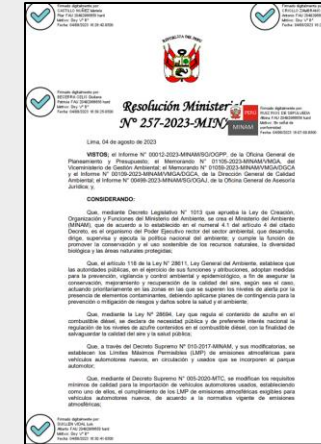 Resolución Ministerial
N° 257-2023-MINAM
PERÚ
MINAM
Lima, 04 de agosto de 2023
VISTOS; el Informe N° 00012-2023-MINAM/SG/OGPP de la Oficina General de
Planeamiento y Presupuesto; el Memorando N° 01105-2023-MINAM/VMGA, del
Viceministerio de Gestión Ambiental; el Memorando N° 01059-2023-MINAM/VMGA/DGCA
y el Informe N° 00109-2023-MINAM/VMGA/DGCA, de la Dirección General de Calidad
Ambiental; el Informe N° 00499-2023-MINAM/SG/OGAJ, de la Oficina General de Asesoría
Jurídica; y,
CONSIDERANDO:
Que, mediante Decreto Legislativo N° 1013 que aprueba la Ley de Creación,
Organización y Funciones del Ministerio del Ambiente, se crea el Ministerio del Ambiente
(MINAM), que de acuerdo a lo establecido en el numeral 4.1 del artículo 4 del citado
Decreto, es el organismo del Poder Ejecutivo rector del sector ambiental, que desarrolla,
dirige, supervisa y ejecuta la política nacional del ambiente, y cumple la función de
promover la conservación y el uso sostenible de los recursos naturales, la diversidad
biológica y las áreas naturales protegidas;
Que, el artículo 118 de la Ley N° 28611, Ley General del Ambiente, establece que
las autoridades públicas, en el ejercicio de sus funciones y atribuciones, adoptan medidas
para la prevención, vigilancia y control ambiental y epidemiológico, a fin de asegurar la
conservación, mejoramiento y recuperación de la calidad del aire, según sea el caso,
actuando prioritariamente en las zonas en las que se superen los niveles de alerta por la
presencia de elementos contaminantes, debiendo aplicarse planes de contingencia para la
prevención o mitigación de riesgos y daños sobre la salud y el ambiente;
Que, mediante la Ley N° 28694, Ley que regula el contenido de azufre en el
combustible diésel, se declara de necesidad pública y de preferente interés nacional la
regulación de los niveles de azufre contenidos en el combustible diésel, con la finalidad de
salvaguardar la calidad del aire y la salud pública;
Que, a través del Decreto Supremo N° 010-2017-MINAM, y sus modificatorias, se
establecen los Límites Máximos Permisibles (LMP) de emisiones atmosféricas para
vehículos automotores nuevos, en circulación y usados que se incorporen al parque
automotor;
Que, mediante el Decreto Supremo N° 005-2020-MTC, se modifican los requisitos
mínimos de calidad para la importación de vehículos automotores usados, estableciendo
como uno de ellos, el cumplimiento de los LMP de emisiones atmosféricas exigibles para
vehículos automotores nuevos, de acuerdo a la normativa vigente de emisiones
atmosféricas;